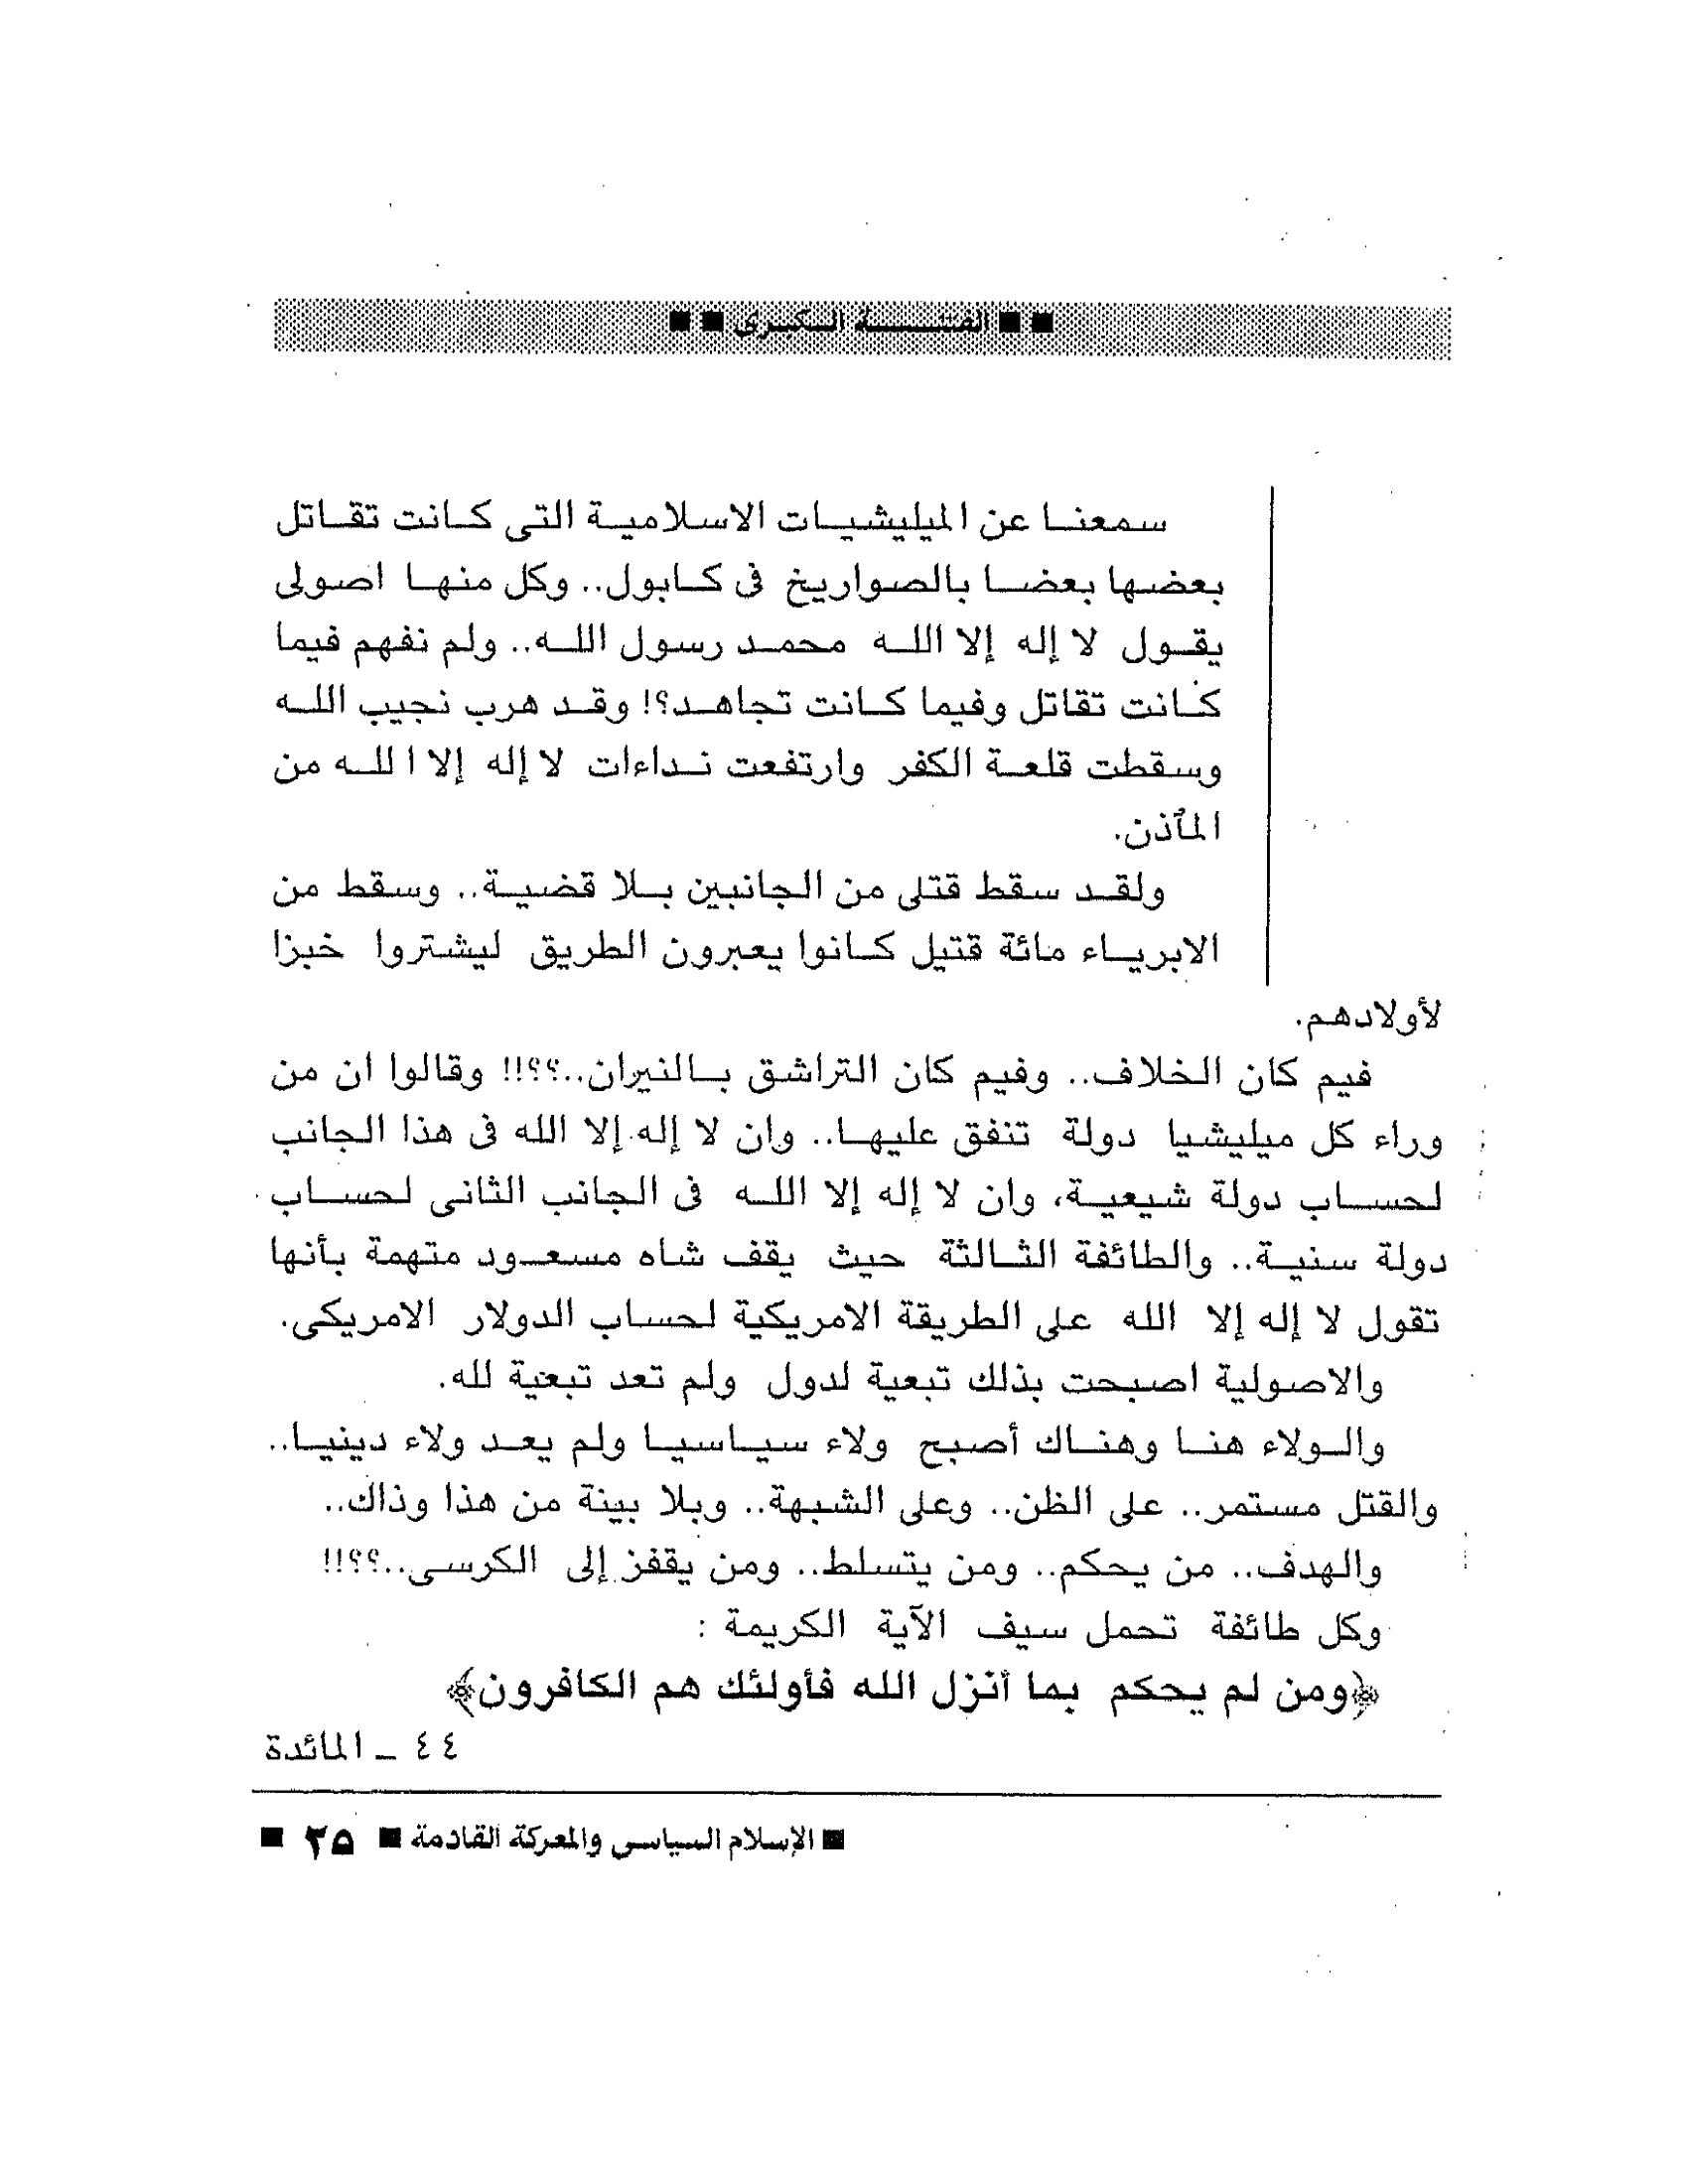 ■ ■ الفتنة الكبرى ■ ■
سمعنا عن الميليشيات الاسلامية التى كانت تقاتل
بعضها بعضا بالصواريخ فى كابول.. وكل منها اصولى
يقول لا إله إلا الله محمد رسول الله.. ولم نفهم فيما
كانت تقاتل وفيما كانت تجاهد؟! وقد هرب نجيب الله
وسقطت قلعة الكفر وارتفعت نداءات لا إله إلا الله من
المآذن.
ولقد سقط قتلى من الجانبين بلا قضية.. وسقط من
الابرياء مائة قتيل كانوا يعبرون الطريق ليشتروا خبزا
لأولادهم.
فيم كان الخلاف.. وفيم كان التراشق بالنيران..؟؟!! وقالوا ان من
وراء كل ميليشيا دولة تنفق عليها.. وان لا إله إلا الله فى هذا الجانب
لحساب دولة شيعية، وان لا إله إلا الله فى الجانب الثانى لحساب
دولة سنية.. والطائفة الثالثة حيث يقف شاه مسعود متهمة بأنها
تقول لا إله إلا الله على الطريقة الامريكية لحساب الدولار الامريكى.
والاصولية اصبحت بذلك تبعية لدول ولم تعد تبعية لله.
والولاء هنا وهناك أصبح ولاء سياسيا ولم يعد ولاء دينيا..
والقتل مستمر.. على الظن.. وعلى الشبهة.. وبلا بينة من هذا وذاك..
والهدف.. من يحكم.. ومن يتسلط.. ومن يقفز إلى الكرسى..؟؟!!
وكل طائفة تحمل سيف الآية الكريمة :
﴿ومن لم يحكم بما أنزل الله فأولئك هم الكافرون﴾
٤٤ ـ المائدة
■ الإسلام السياسى والمعركة القادمة ■ ٢٥ ■